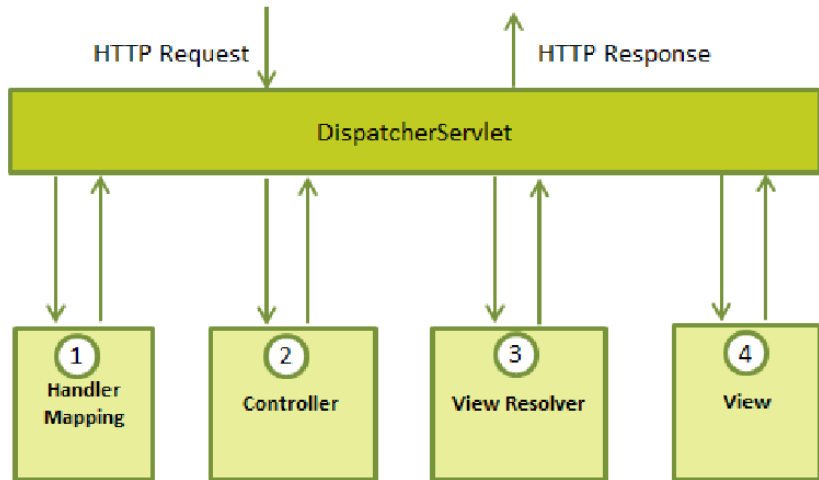 HTTP Request
HTTP Response
DispatcherServlet
1
Handler
Mapping
2
Controller
3
View Resolver
4
View